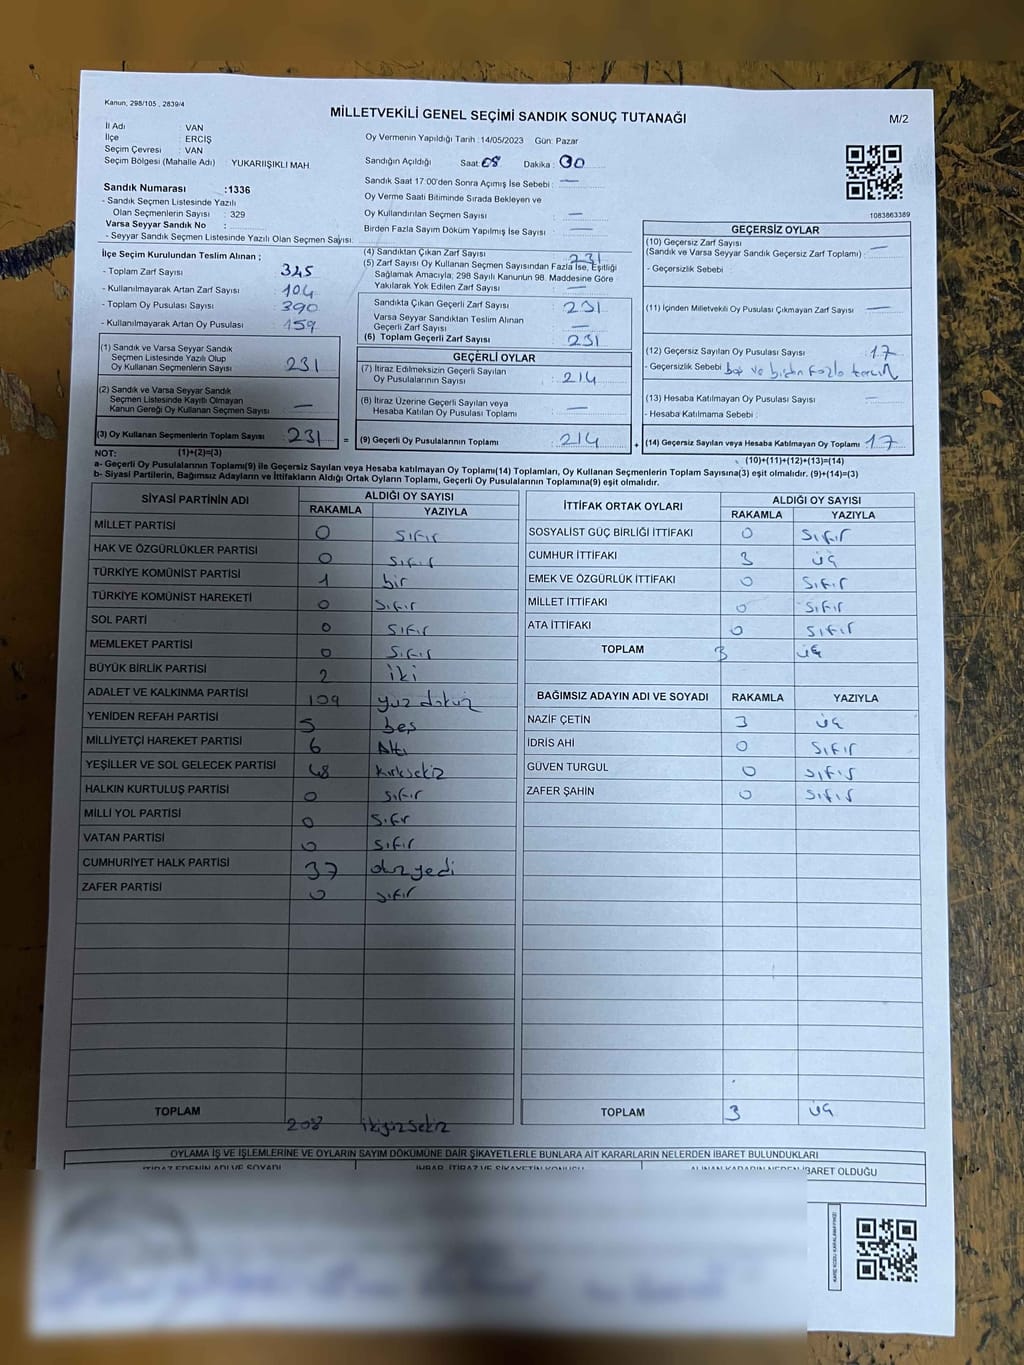 Kanun, 298/105 , 2839/4
MİLLETVEKİLİ GENEL SEÇİMİ SANDIK SONUÇ TUTANAĞI
M/2
İl Adı VAN
İlçe : ERCİŞ
Seçim Çevresi : VAN
Seçim Bölgesi (Mahalle Adı) : YUKARIIŞIKLI MAH.
Sandık Numarası :1336
- Sandık Seçmen Listesinde Yazılı
Olan Seçmenlerin Sayısı : 329
Varsa Seyyar Sandık No :
- Seyyar Sandık Seçmen Listesinde Yazılı Olan Seçmen Sayısı:
İlçe Seçim Kurulundan Teslim Alınan ;
- Toplam Zarf Sayısı : 345
- Kullanılmayarak Artan Zarf Sayısı : 104
- Toplam Oy Pusulası Sayısı : 390
- Kullanılmayarak Artan Oy Pusulası : 159
(1) Sandık ve Varsa Seyyar Sandık
Seçmen Listesinde Yazılı Olup
Oy Kullanan Seçmenlerin Sayısı : 231
(2) Sandık ve Varsa Seyyar Sandık
Seçmen Listesinde Kayıtlı Olmayan
Kanun Gereği Oy Kullanan Seçmen Sayısı : —
(3) Oy Kullanan Seçmenlerin Toplam Sayısı : 231 =
Oy Vermenin Yapıldığı Tarih : 14/05/2023 Gün: Pazar
Sandığın Açıldığı Saat: 08 Dakika : 00
Sandık Saat 17:00'den Sonra Açımış İse Sebebi : —
Oy Verme Saati Bitiminde Sırada Bekleyen ve
Oy Kullandırılan Seçmen Sayısı : —
Birden Fazla Sayım Döküm Yapılmış İse Sayısı : —
(4) Sandıktan Çıkan Zarf Sayısı : 231
(5) Zarf Sayısı Oy Kullanan Seçmen Sayısından Fazla İse, Eşitliği
Sağlamak Amacıyla; 298 Sayılı Kanunun 98. Maddesine Göre
Yakılarak Yok Edilen Zarf Sayısı : —
Sandıkta Çıkan Geçerli Zarf Sayısı : 231
Varsa Seyyar Sandıktan Teslim Alınan
Geçerli Zarf Sayısı : —
(6) Toplam Geçerli Zarf Sayısı : 231
GEÇERLİ OYLAR
(7) İtiraz Edilmeksizin Geçerli Sayılan
Oy Pusulalarının Sayısı : 214
(8) İtiraz Üzerine Geçerli Sayılan veya
Hesaba Katılan Oy Pusulası Toplamı : —
(9) Geçerli Oy Pusulalarının Toplamı : 214 +
1083863389
GEÇERSİZ OYLAR
(10) Geçersiz Zarf Sayısı
(Sandık ve Varsa Seyyar Sandık Geçersiz Zarf Toplamı) : —
- Geçersizlik Sebebi
(11) İçinden Milletvekili Oy Pusulası Çıkmayan Zarf Sayısı : —
(12) Geçersiz Sayılan Oy Pusulası Sayısı : 17
- Geçersizlik Sebebi boş ve birden fazla tercih
(13) Hesaba Katılmayan Oy Pusulası Sayısı : —
- Hesaba Katılmama Sebebi :
(14) Geçersiz Sayılan veya Hesaba Katılmayan Oy Toplamı : 17
(10)+(11)+(12)+(13)=(14)
NOT: (1)+(2)=(3)
a- Geçerli Oy Pusulalarının Toplamı(9) ile Geçersiz Sayılan veya Hesaba katılmayan Oy Toplamı(14) Toplamları, Oy Kullanan Seçmenlerin Toplam Sayısına(3) eşit olmalıdır. (9)+(14)=(3)
b- Siyasi Partilerin, Bağımsız Adayların ve İttifakların Aldığı Ortak Oyların Toplamı, Geçerli Oy Pusulalarının Toplamına(9) eşit olmalıdır.
SİYASİ PARTİNİN ADI ALDIĞI OY SAYISI
RAKAMLA YAZIYLA
MİLLET PARTİSİ 0 sıfır
HAK VE ÖZGÜRLÜKLER PARTİSİ 0 sıfır
TÜRKİYE KOMÜNİST PARTİSİ 1 bir
TÜRKİYE KOMÜNİST HAREKETİ 0 sıfır
SOL PARTİ 0 sıfır
MEMLEKET PARTİSİ 0 sıfır
BÜYÜK BİRLİK PARTİSİ 2 iki
ADALET VE KALKINMA PARTİSİ 109 yüz dokuz
YENİDEN REFAH PARTİSİ 5 beş
MİLLİYETÇİ HAREKET PARTİSİ 6 Altı
YEŞİLLER VE SOL GELECEK PARTİSİ 48 kırksekiz
HALKIN KURTULUŞ PARTİSİ 0 sıfır
MİLLİ YOL PARTİSİ 0 sıfır
VATAN PARTİSİ 0 sıfır
CUMHURİYET HALK PARTİSİ 37 otuzyedi
ZAFER PARTİSİ 0 sıfır
TOPLAM 208 ikiyüzsekiz
İTTİFAK ORTAK OYLARI ALDIĞI OY SAYISI
RAKAMLA YAZIYLA
SOSYALİST GÜÇ BİRLİĞİ İTTİFAKI 0 sıfır
CUMHUR İTTİFAKI 3 üç
EMEK VE ÖZGÜRLÜK İTTİFAKI 0 sıfır
MİLLET İTTİFAKI 0 sıfır
ATA İTTİFAKI 0 sıfır
TOPLAM 3 üç
BAĞIMSIZ ADAYIN ADI VE SOYADI RAKAMLA YAZIYLA
NAZİF ÇETİN 3 üç
İDRİS AHİ 0 sıfır
GÜVEN TURGUL 0 sıfır
ZAFER ŞAHİN 0 sıfır
TOPLAM 3 üç
OYLAMA İŞ VE İŞLEMLERİNE VE OYLARIN SAYIM DÖKÜMÜNE DAİR ŞİKAYETLERLE BUNLARA AİT KARARLARIN NELERDEN İBARET BULUNDUKLARI
İTİRAZ EDENİN ADI VE SOYADI İHBAR, İTİRAZ VE ŞİKAYETİN KONUSU ALINAN KARARIN NEDEN İBARET OLDUĞU